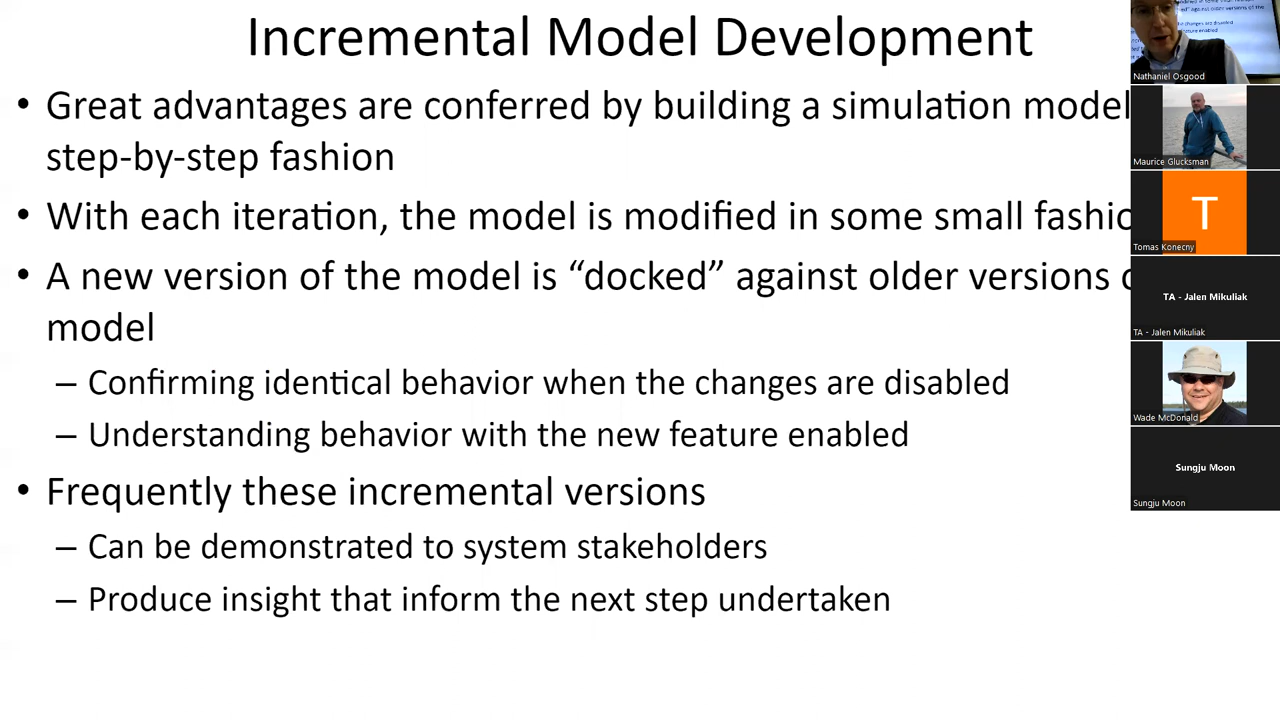 Incremental Model Development
• Great advantages are conferred by building a simulation model
step-by-step fashion
• With each iteration, the model is modified in some small fashio
• A new version of the model is “docked” against older versions
model
– Confirming identical behavior when the changes are disabled
– Understanding behavior with the new feature enabled
• Frequently these incremental versions
– Can be demonstrated to system stakeholders
– Produce insight that inform the next step undertaken
Nathaniel Osgood
Maurice Glucksman
T
Tomas Konecny
TA - Jalen Mikuliak
TA - Jalen Mikuliak
Wade McDonald
Sungju Moon
Sungju Moon